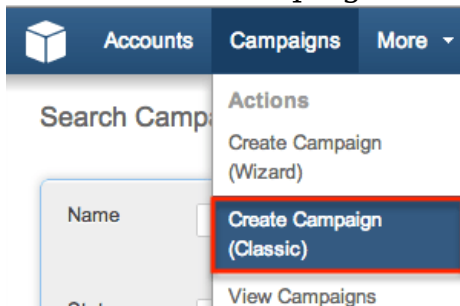 Accounts Campaigns More
Search Campa
Actions
Create Campaign
(Wizard)
Name
Create Campaign
(Classic)
View Campaigns